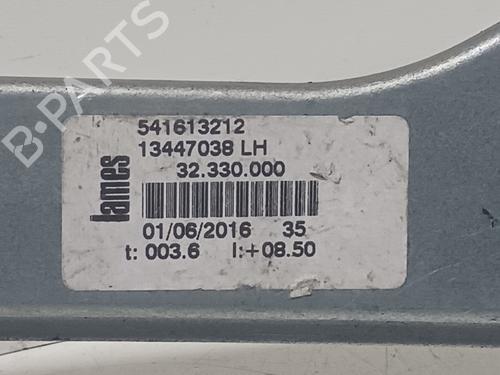 B-PARTS
lames
541613212
13447038 LH
32.330.000
01/06/2016 35
t: 003.6 l:+08.50